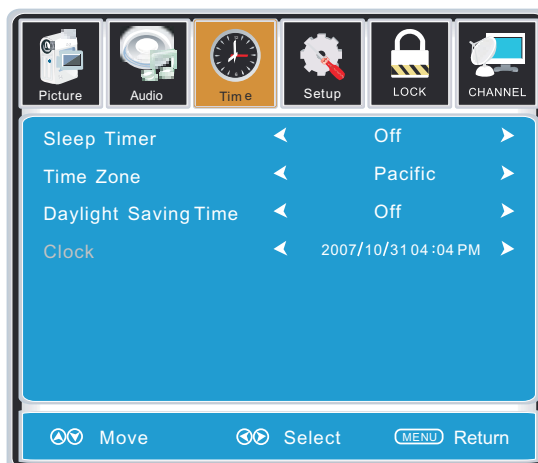 Picture Audio Time Setup LOCK CHANNEL
Sleep Timer Off
Time Zone Pacific
Daylight Saving Time Off
Clock 2007/10/31 04:04 PM
Move Select MENU Return